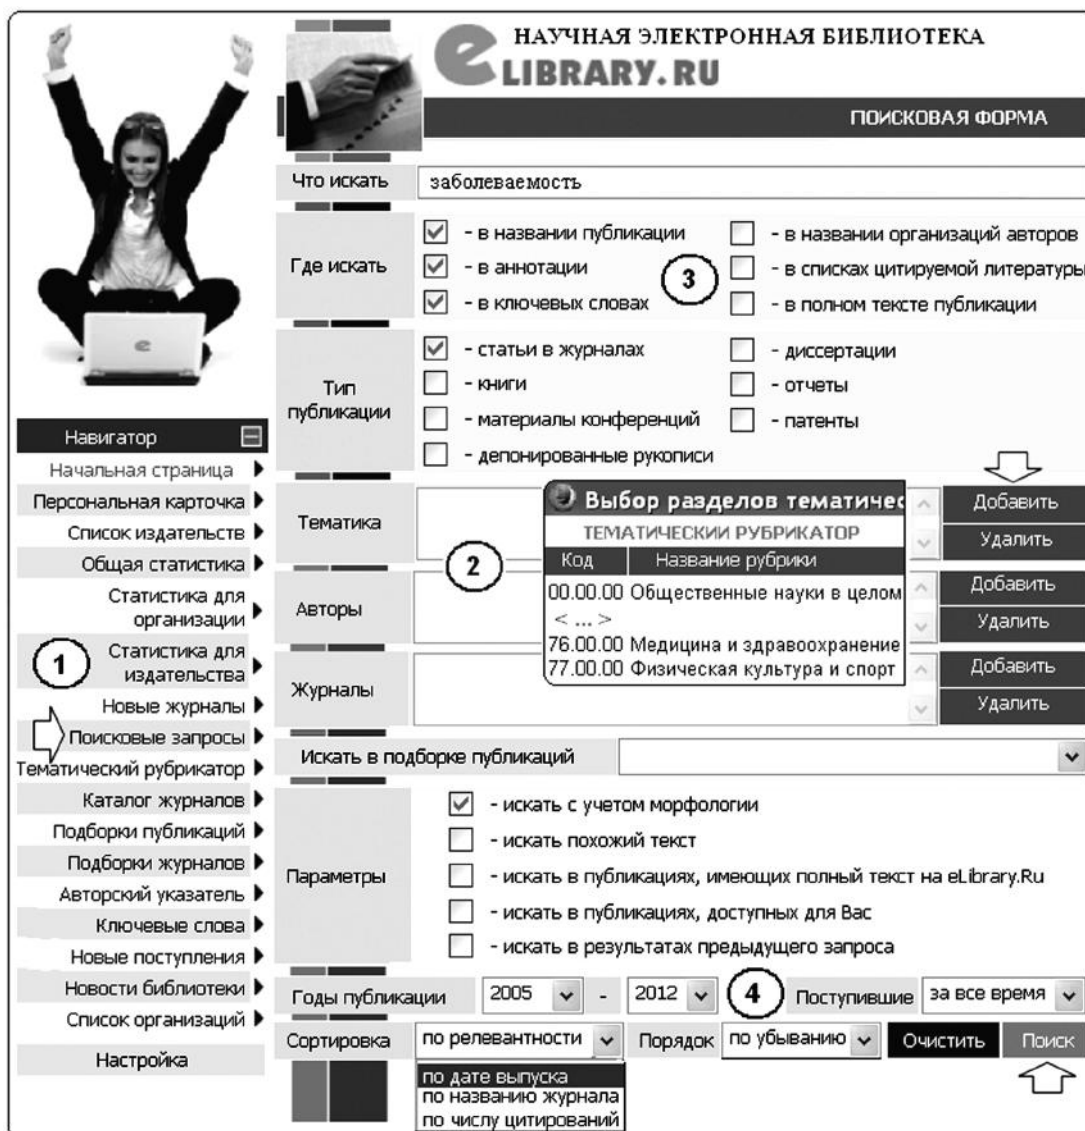 НАУЧНАЯ ЭЛЕКТРОННАЯ БИБЛИОТЕКА
eLIBRARY.RU
ПОИСКОВАЯ ФОРМА
Что искать заболеваемость
Где искать
- в названии публикации - в названии организаций авторов
- в аннотации 3 - в списках цитируемой литературы
- в ключевых словах - в полном тексте публикации
Тип публикации
- статьи в журналах - диссертации
- книги - отчеты
- материалы конференций - патенты
- депонированные рукописи
e
Навигатор
Начальная страница
Персональная карточка
Список издательств
Общая статистика
Статистика для
организации
1
Статистика для
издательства
Новые журналы
Поисковые запросы
Тематический рубрикатор
Каталог журналов
Подборки публикаций
Подборки журналов
Авторский указатель
Ключевые слова
Новые поступления
Новости библиотеки
Список организаций
Настройка
Тематика Добавить
Удалить
2
Выбор разделов тематичес
ТЕМАТИЧЕСКИИ РУБРИКАТОР
Код Название рубрики
00.00.00 Общественные науки в целом
< ... >
76.00.00 Медицина и здравоохранение
77.00.00 Физическая культура и спорт
Авторы Добавить
Удалить
Журналы Добавить
Удалить
Искать в подборке публикаций
Параметры
- искать с учетом морфологии
- искать похожий текст
- искать в публикациях, имеющих полный текст на eLibrary.Ru
- искать в публикациях, доступных для Вас
- искать в результатах предыдущего запроса
Годы публикации 2005 - 2012 4 Поступившие за все время
Сортировка по релевантности Порядок по убыванию Очистить Поиск
по дате выпуска
по названию журнала
по числу цитирований